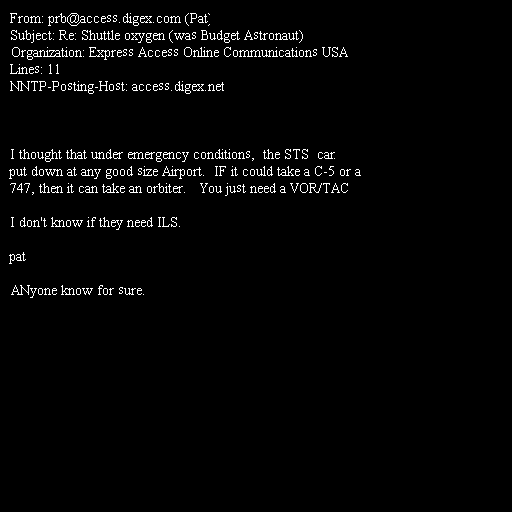 From: prb@access.digex.com (Pat)
Subject: Re: Shuttle oxygen (was Budget Astronaut)
Organization: Express Access Online Communications USA
Lines: 11
NNTP-Posting-Host: access.digex.net
I thought that under emergency conditions,  the STS  can
put down at any good size Airport.  IF it could take a C-5 or a
747, then it can take an orbiter.   You just need a VOR/TAC
I don't know if they need ILS.
pat
ANyone know for sure.